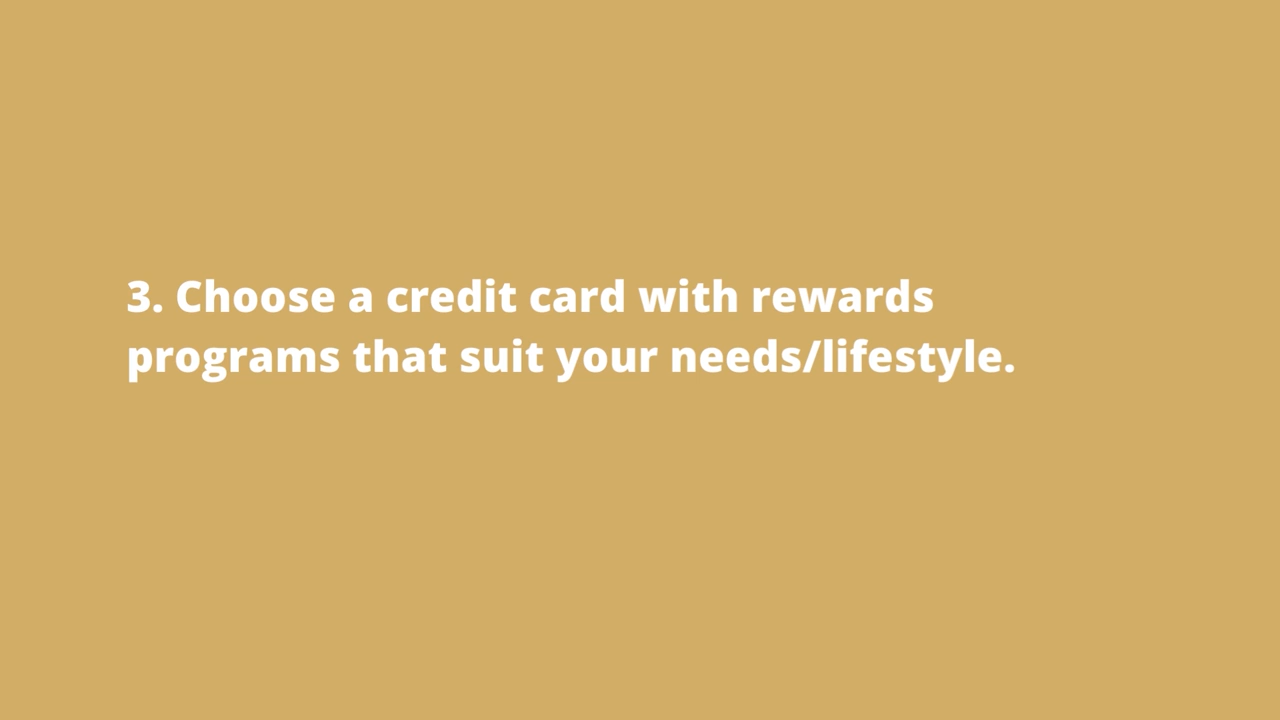 3. Choose a credit card with rewards
programs that suit your needs/lifestyle.